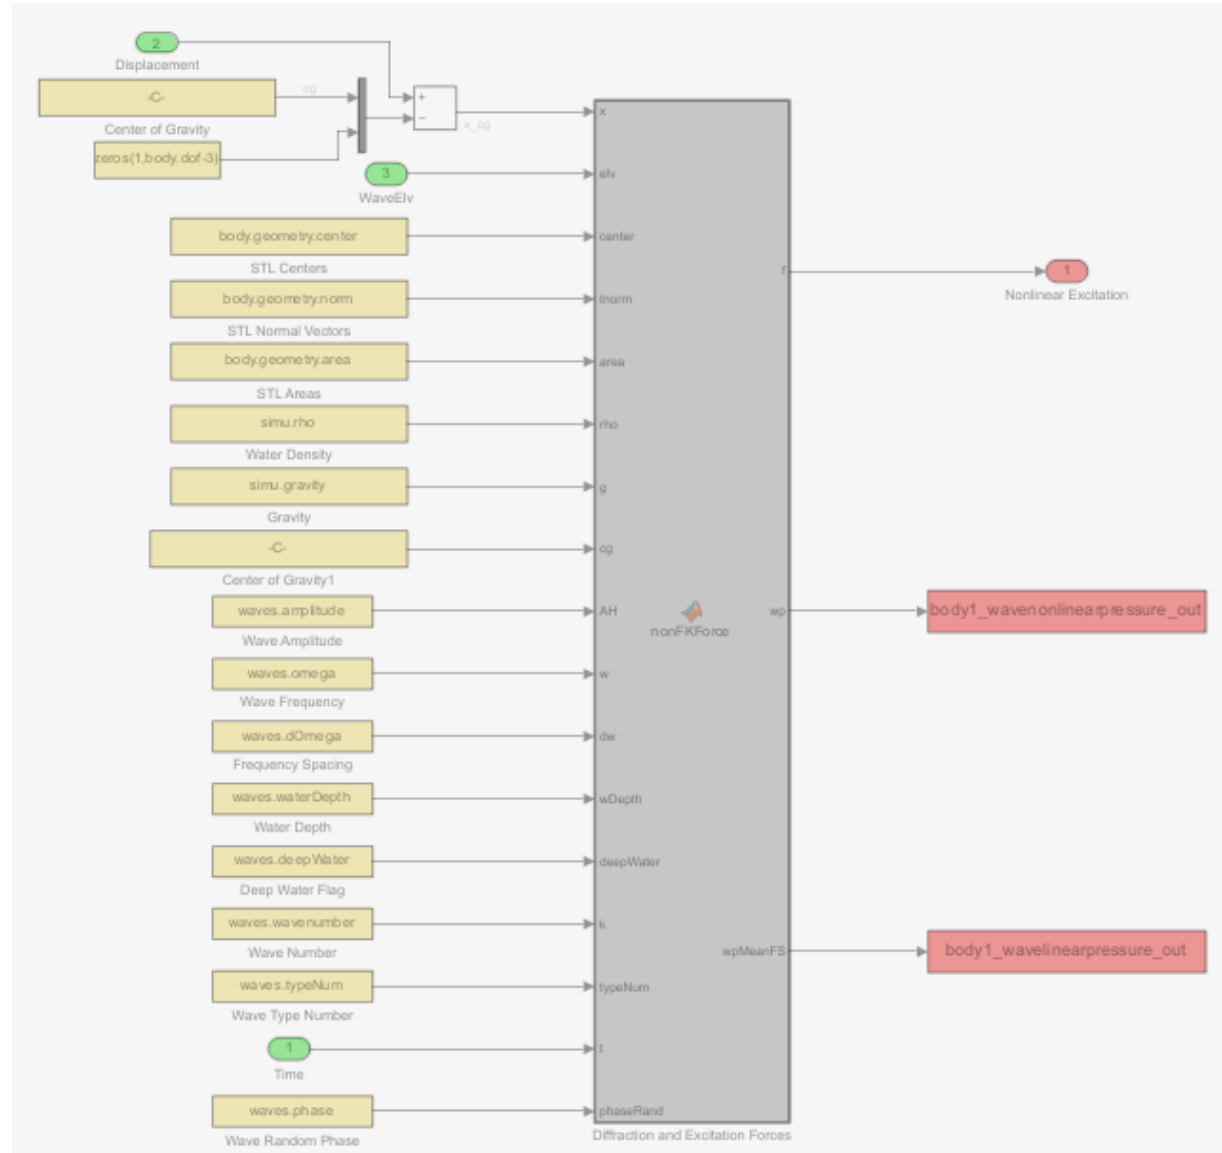 2
Displacement
-C-
cg
Center of Gravity
zeros(1,body.dof-3)
+
−
x_cg
x
3
WaveElv
elv
body.geometry.center
center
STL Centers
body.geometry.norm
tnorm
STL Normal Vectors
body.geometry.area
area
STL Areas
simu.rho
rho
Water Density
simu.gravity
g
Gravity
-C-
cg
Center of Gravity1
waves.amplitude
AH
Wave Amplitude
waves.omega
w
Wave Frequency
waves.dOmega
dw
Frequency Spacing
waves.waterDepth
wDepth
Water Depth
waves.deepWater
deepWater
Deep Water Flag
waves.wavenumber
k
Wave Number
waves.typeNum
typeNum
Wave Type Number
1
t
Time
waves.phase
phaseRand
Wave Random Phase
nonFKForce
Diffraction and Excitation Forces
f
1
Nonlinear Excitation
wp
body1_wavenonlinearpressure_out
wpMeanFS
body1_wavelinearpressure_out